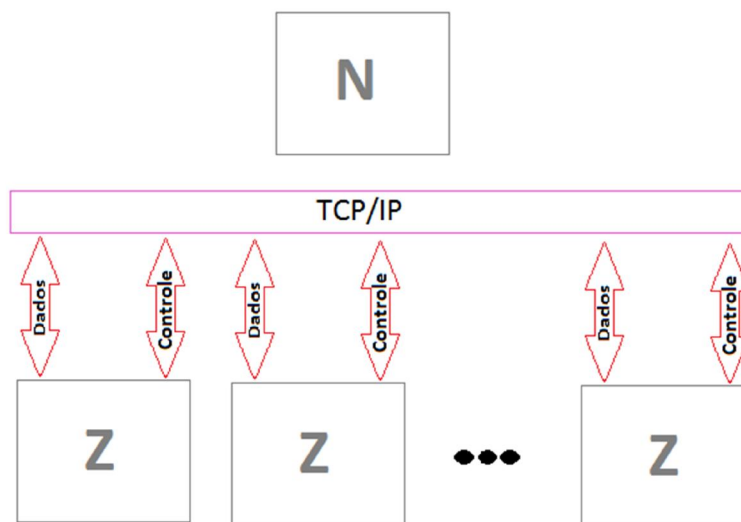 N
TCP/IP
Dados
Controle
Dados
Controle
Dados
Controle
Z
Z
Z